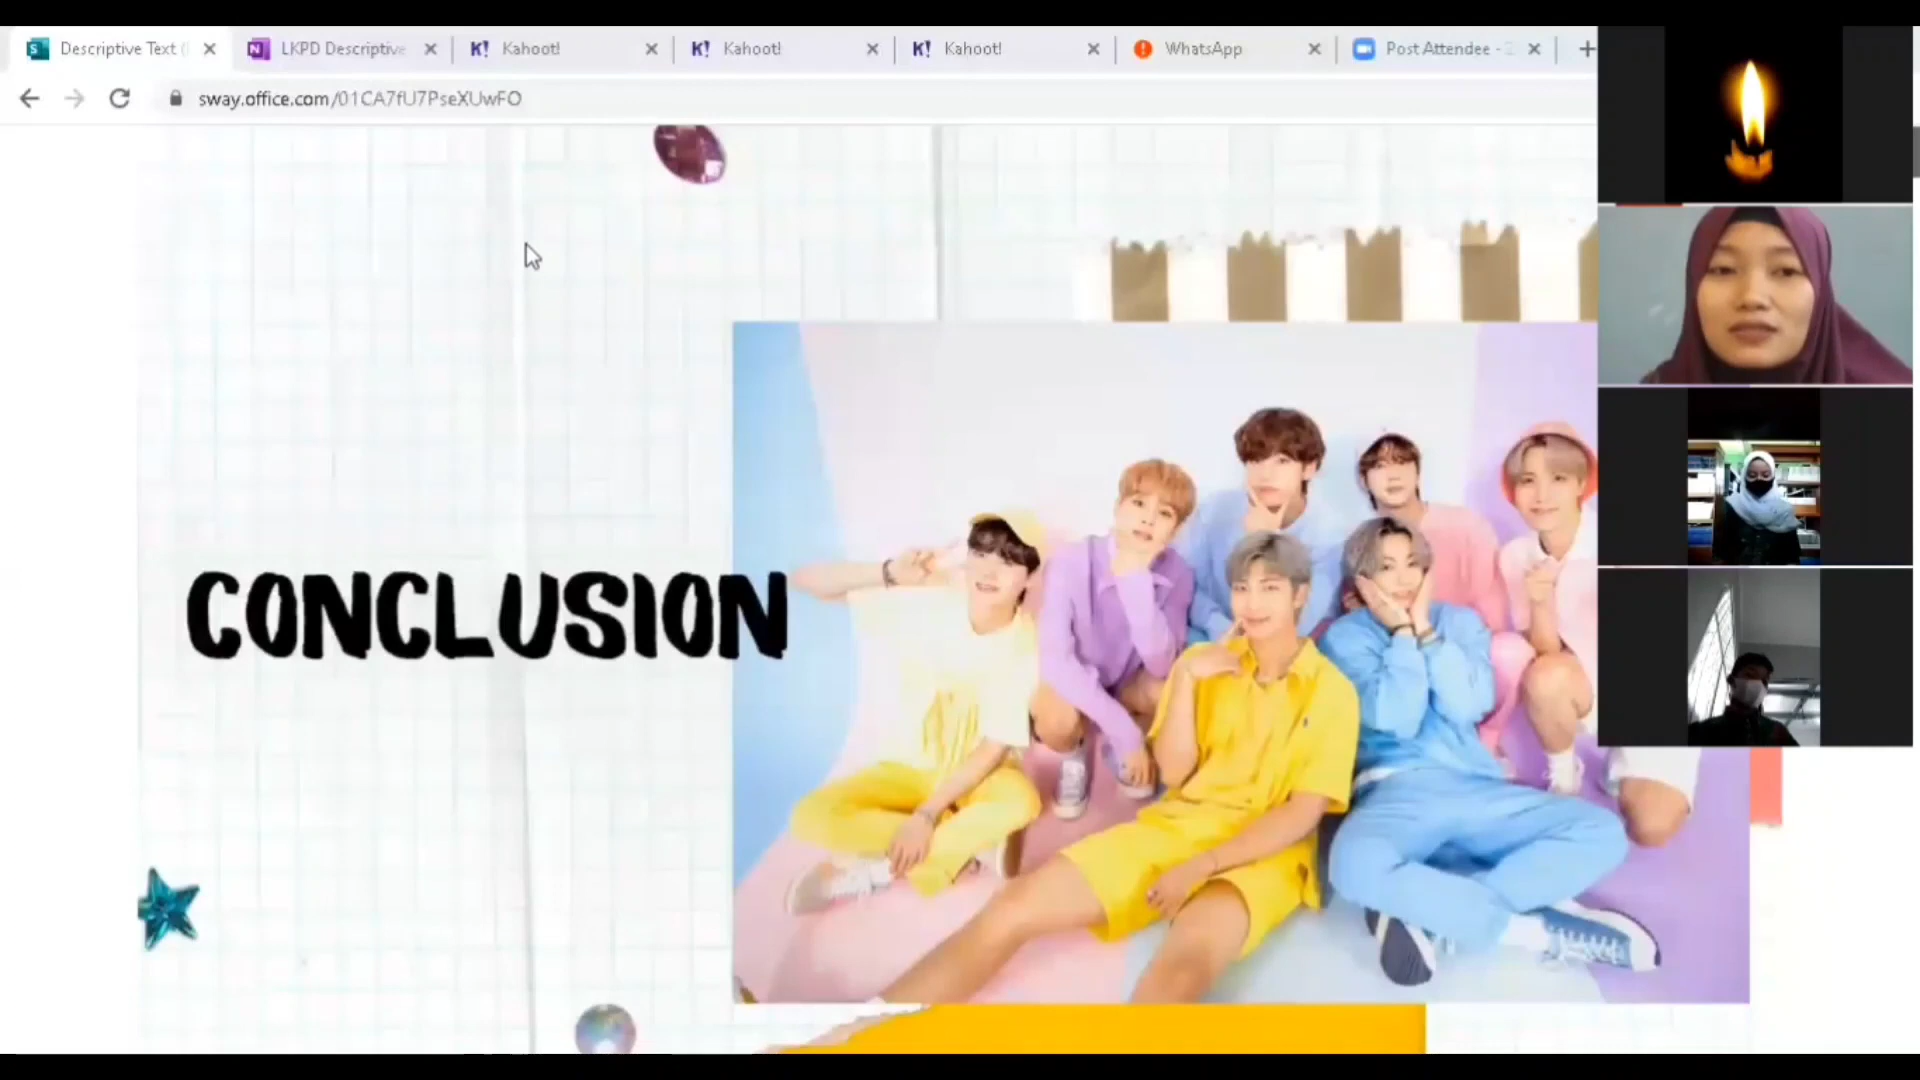 Descriptive Text (
LKPD Descriptive
K! Kahoot!
K! Kahoot!
K! Kahoot!
WhatsApp
Post Attendee - 
sway.office.com/01CA7fU7PseXUwFO
CONCLUSION